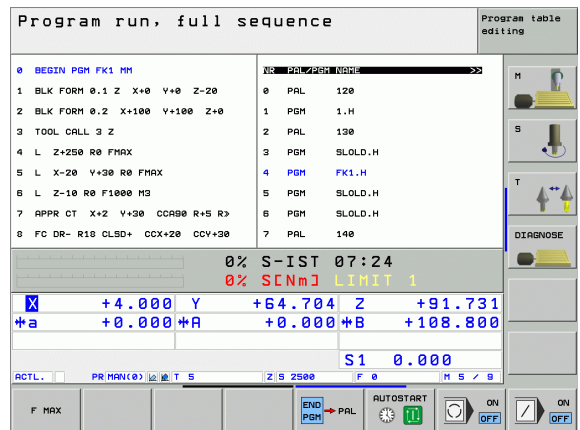 Program run, full sequence
Program table editing
0 BEGIN PGM FK1 MM
1 BLK FORM 0.1 Z X+0 Y+0 Z-20
2 BLK FORM 0.2 X+100 Y+100 Z+0
3 TOOL CALL 3 Z
4 L Z+250 R0 FMAX
5 L X-20 Y+30 R0 FMAX
6 L Z-10 R0 F1000 M3
7 APPR CT X+2 Y+30 CCA90 R+5 R»
8 FC DR- R18 CLSD+ CCX+20 CCY+30
NR PAL/PGM NAME >>
0 PAL 120
1 PGM 1.H
2 PAL 130
3 PGM SLOLD.H
4 PGM FK1.H
5 PGM SLOLD.H
6 PGM SLOLD.H
7 PAL 140
M
S
T
DIAGNOSE
0% S-IST 07:24
0% S[Nm] LIMIT 1
X +4.000 Y +64.704 Z +91.731
*a +0.000 *A +0.000 *B +108.800
S1 0.000
ACTL. PR MAN(0) T 5 Z S 2500 F 0 M 5 / 9
F MAX
END PGM → PAL
AUTOSTART
ON OFF
ON OFF